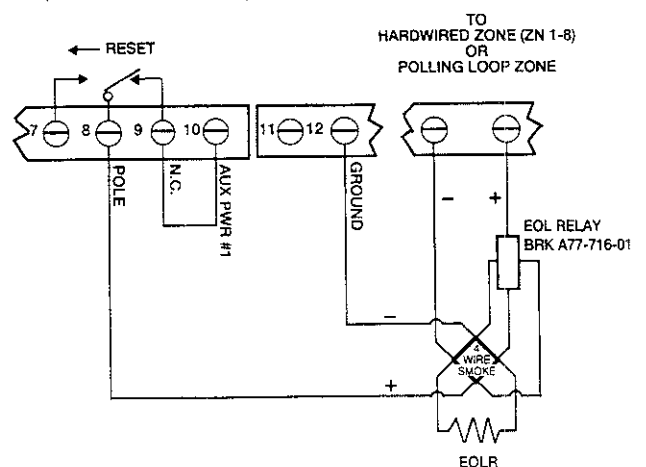 TO
HARDWIRED ZONE (ZN 1-8)
OR
POLLING LOOP ZONE
RESET
7 8 9 10 11 12
POLE
N.C.
AUX PWR #1
GROUND
- +
EOL RELAY
BRK A77-716-01
-
4
WIRE
SMOKE
+
EOLR